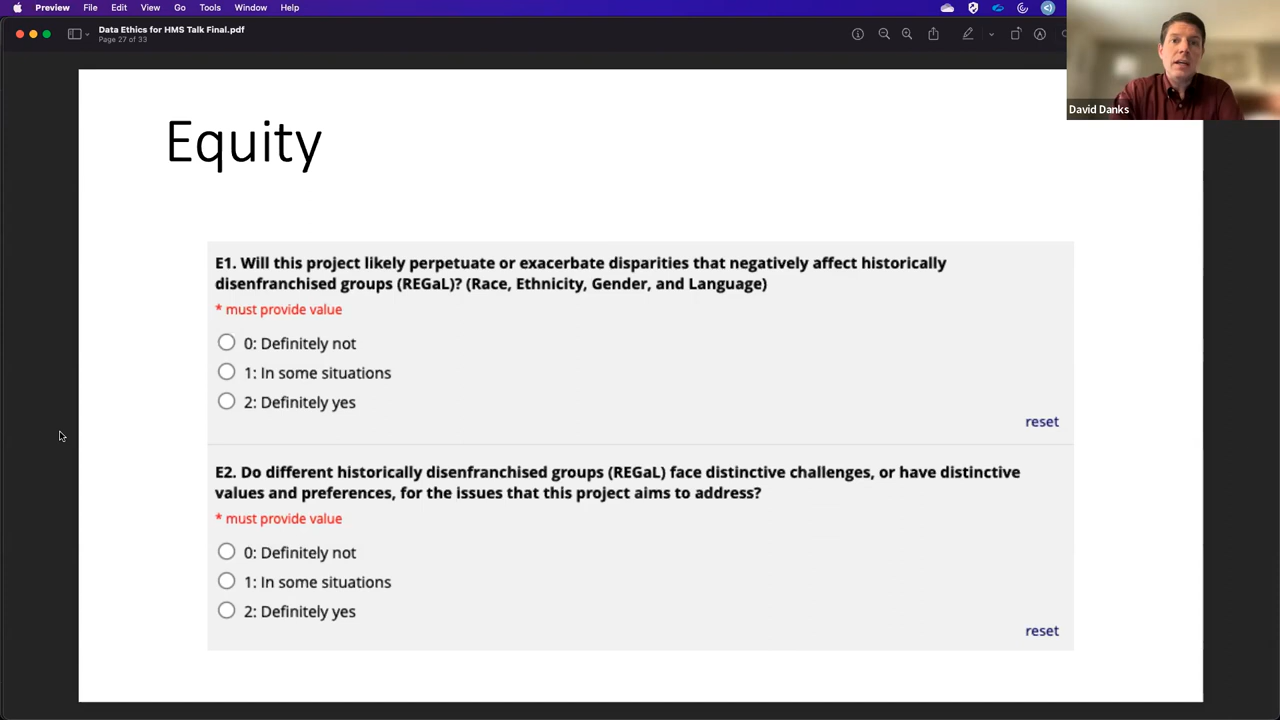 Preview File Edit View Go Tools Window Help
Data Ethics for HMS Talk Final.pdf
Page 27 of 33
David Danks
Equity
E1. Will this project likely perpetuate or exacerbate disparities that negatively affect historically
disenfranchised groups (REGaL)? (Race, Ethnicity, Gender, and Language)
* must provide value
0: Definitely not
1: In some situations
2: Definitely yes
reset
E2. Do different historically disenfranchised groups (REGaL) face distinctive challenges, or have distinctive
values and preferences, for the issues that this project aims to address?
* must provide value
0: Definitely not
1: In some situations
2: Definitely yes
reset